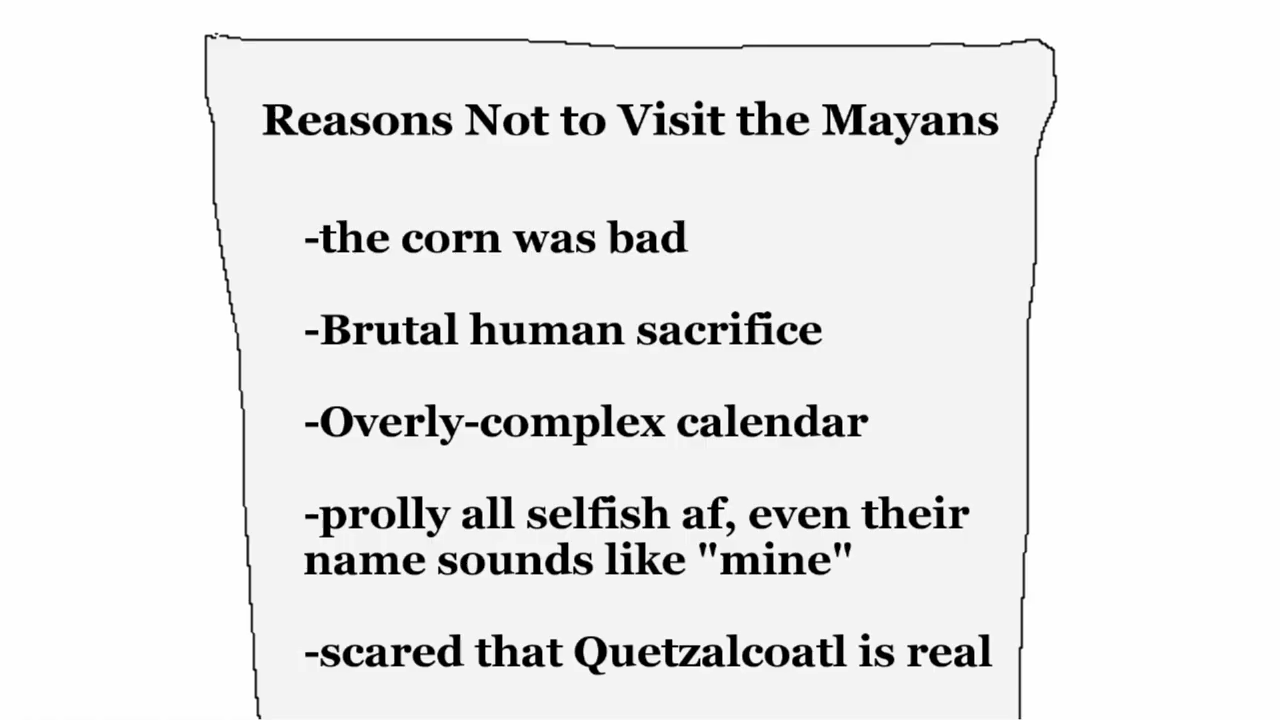 Reasons Not to Visit the Mayans
-the corn was bad
-Brutal human sacrifice
-Overly-complex calendar
-prolly all selfish af, even their
name sounds like "mine"
-scared that Quetzalcoatl is real